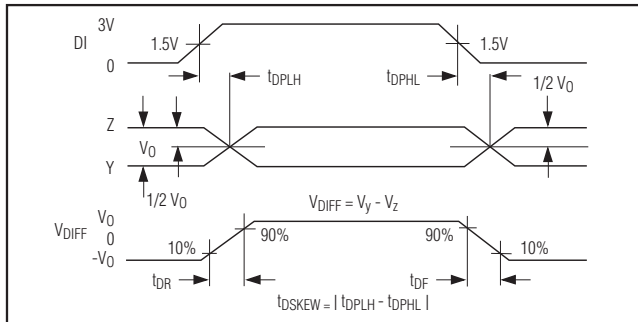 3V
DI
1.5V
1.5V
0
tDPLH
tDPHL
1/2 VO
Z
VO
Y
1/2 VO
VDIFF = Vy - Vz
VO
VDIFF
0
-VO
10%
90%
90%
10%
tDR
tDF
tDSKEW = | tDPLH - tDPHL |